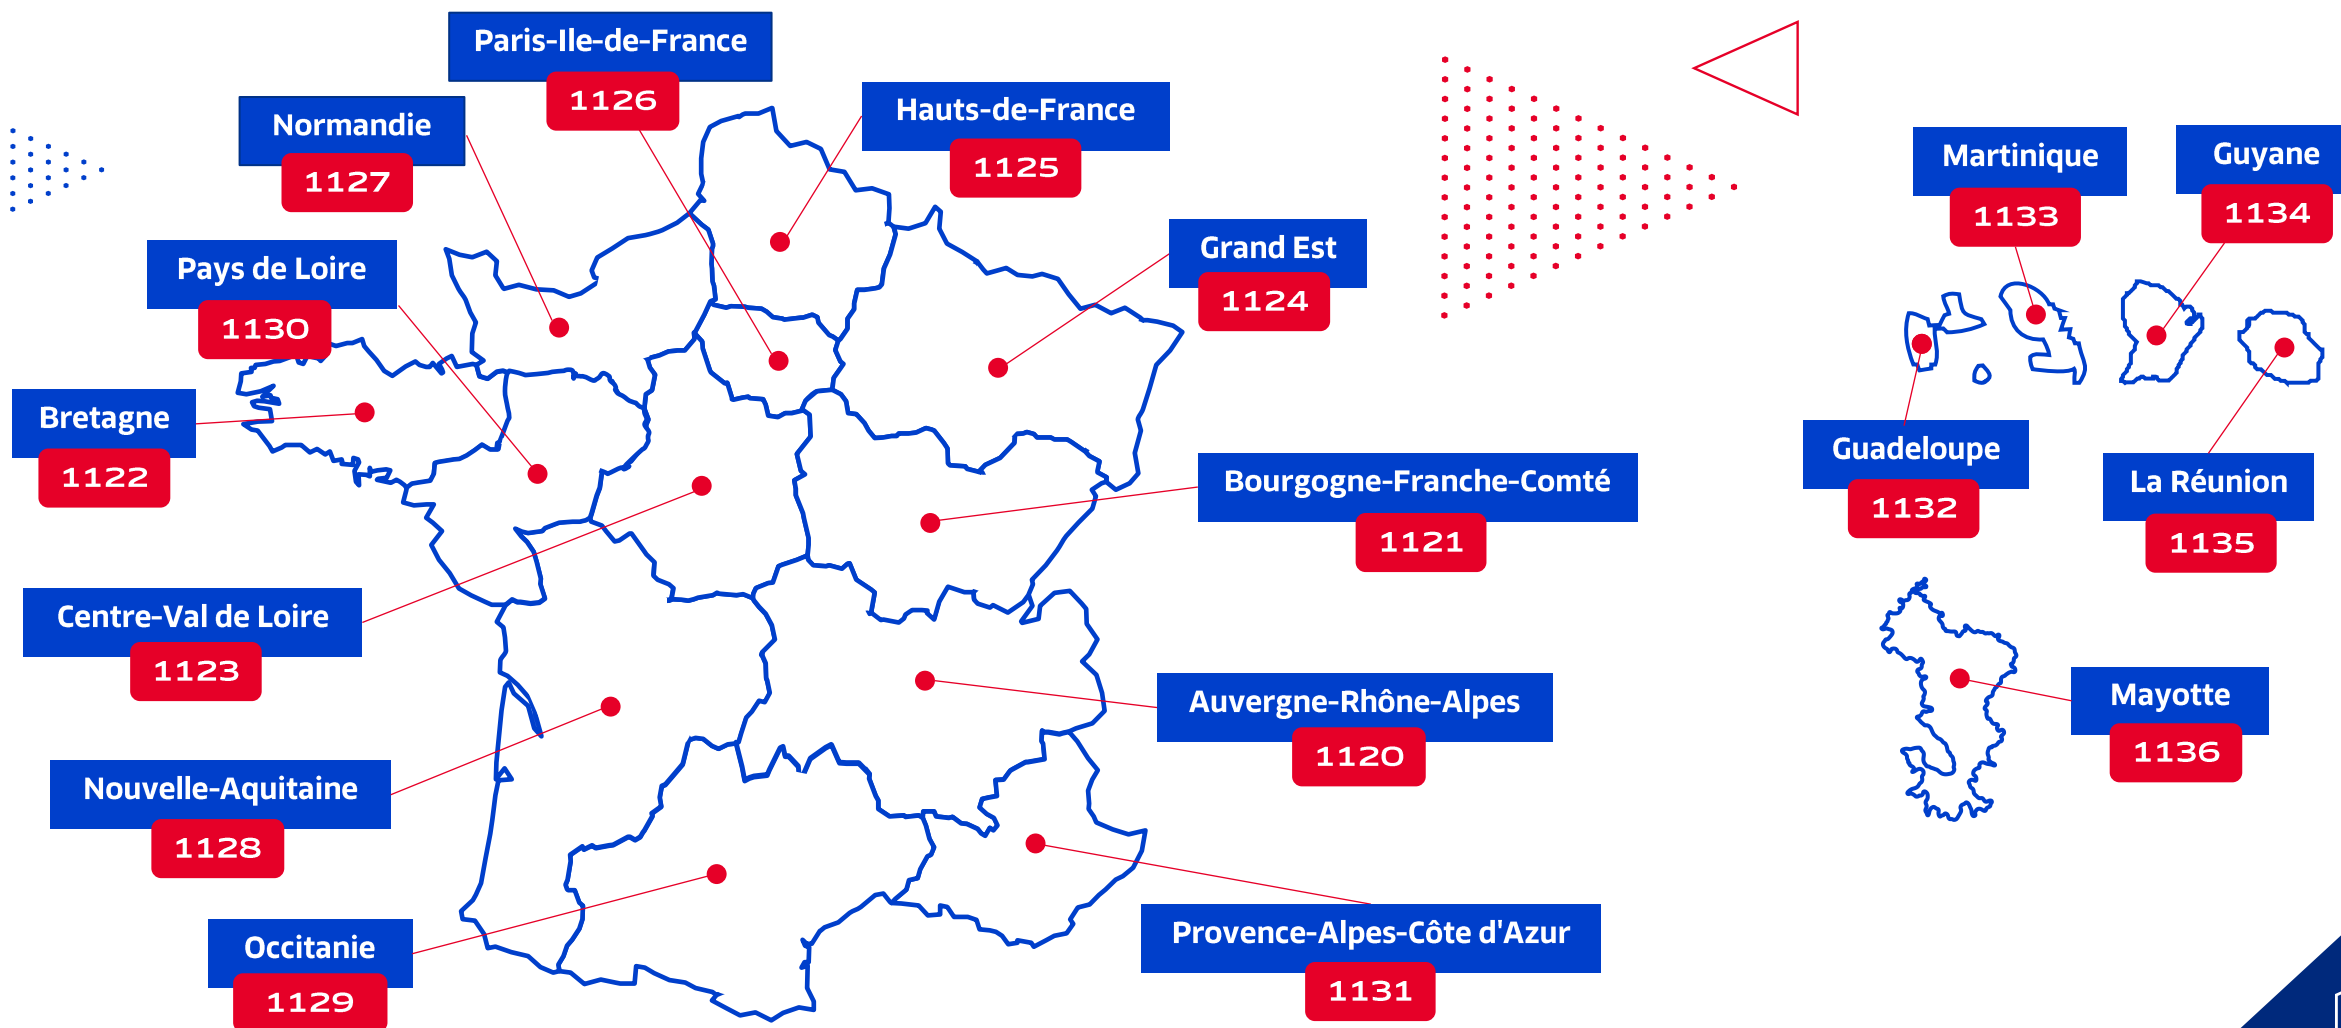 Paris-Ile-de-France
1126
Normandie
1127
Hauts-de-France
1125
Pays de Loire
1130
Grand Est
1124
Bretagne
1122
Bourgogne-Franche-Comté
1121
Centre-Val de Loire
1123
Auvergne-Rhône-Alpes
1120
Nouvelle-Aquitaine
1128
Occitanie
1129
Provence-Alpes-Côte d'Azur
1131
Martinique
1133
Guyane
1134
Guadeloupe
1132
La Réunion
1135
Mayotte
1136